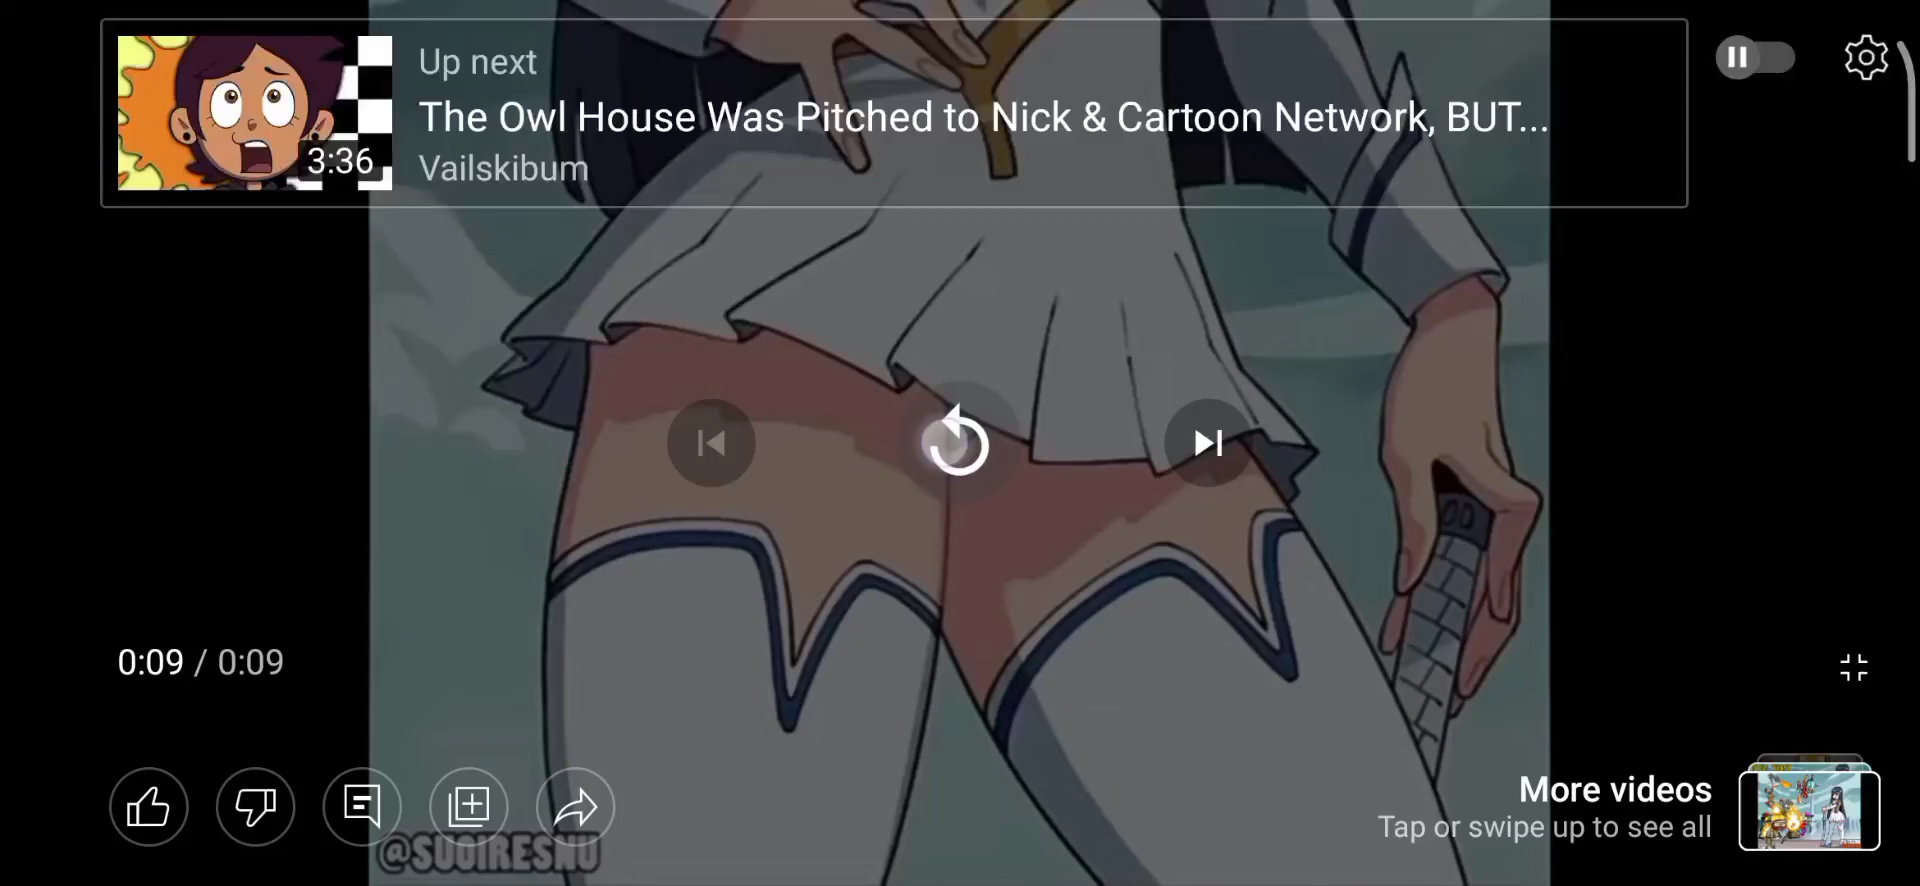 Up next
The Owl House Was Pitched to Nick & Cartoon Network, BUT...
3:36
Vailskibum
0:09 / 0:09
More videos
Tap or swipe up to see all
@SUOIRESNU